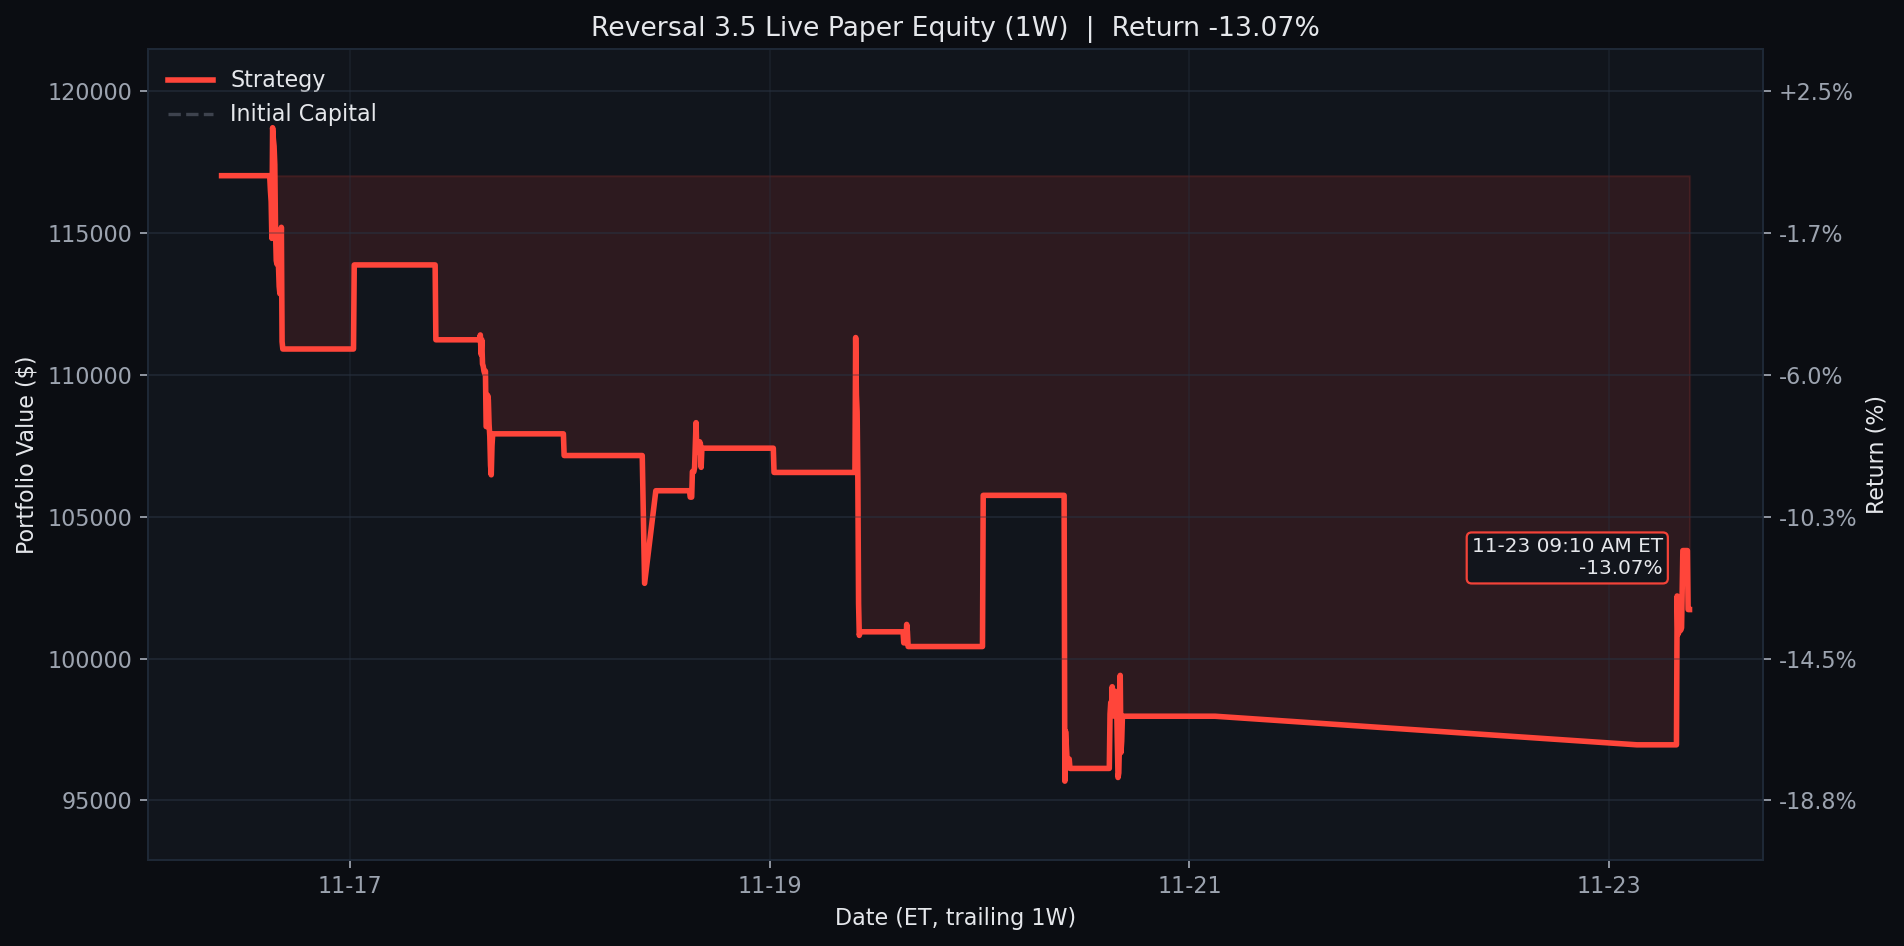 Reversal 3.5 Live Paper Equity (1W)  |  Return -13.07%
Strategy
Initial Capital
120000
115000
110000
105000
100000
95000
Portfolio Value ($)
+2.5%
-1.7%
-6.0%
-10.3%
-14.5%
-18.8%
Return (%)
11-23 09:10 AM ET
-13.07%
11-17
11-19
11-21
11-23
Date (ET, trailing 1W)